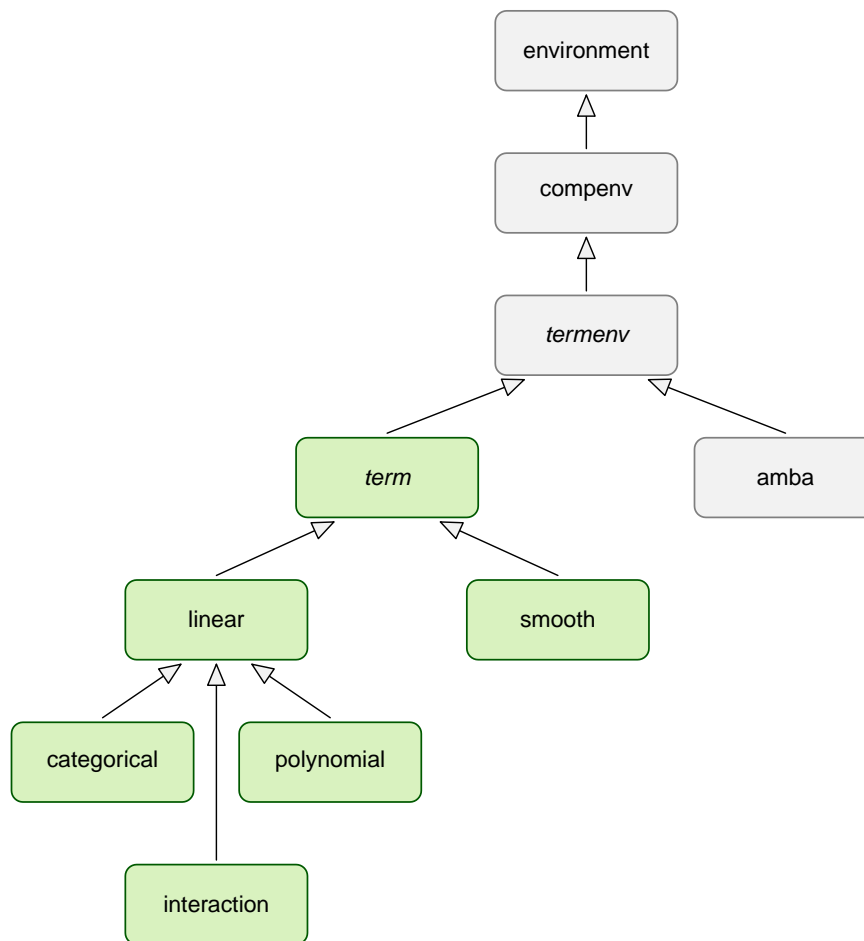 environment
compenv
termenv
term
amba
linear
smooth
categorical
polynomial
interaction